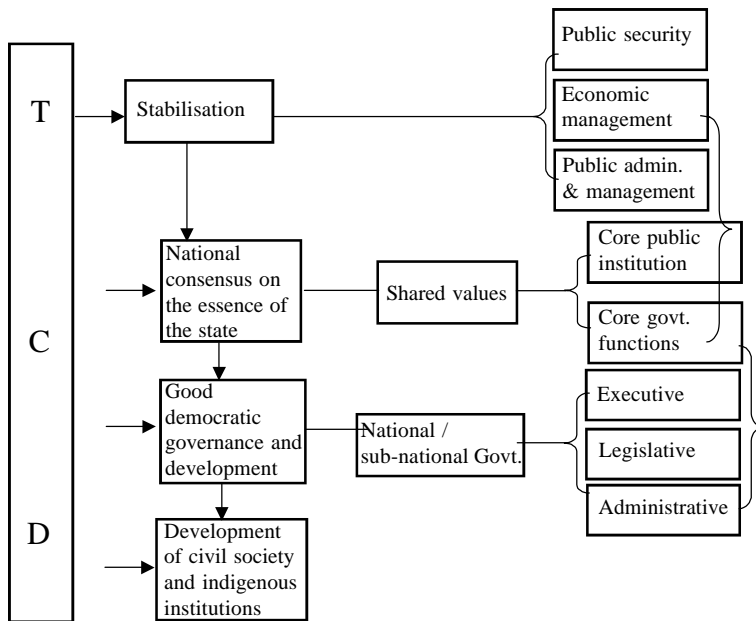 Public security
T
Stabilisation
Economic
management
Public admin.
& management
National
consensus on
the essence of
the state
Shared values
Core public
institution
C
Core govt.
functions
Good
democratic
governance and
development
National /
sub-national Govt.
Executive
Legislative
Administrative
D
Development
of civil society
and indigenous
institutions